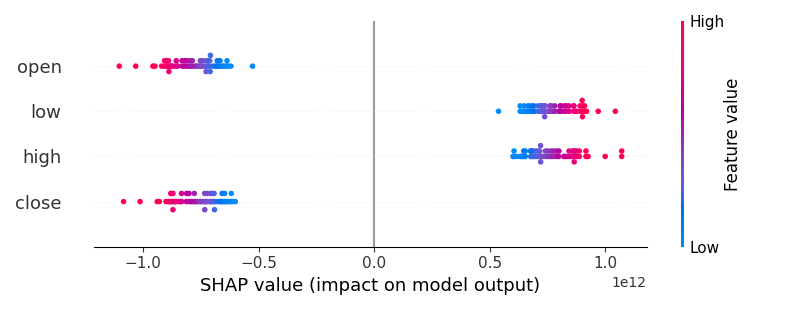 High
open
low
high
close
Feature value
Low
−1.0 −0.5 0.0 0.5 1.0
1e12
SHAP value (impact on model output)